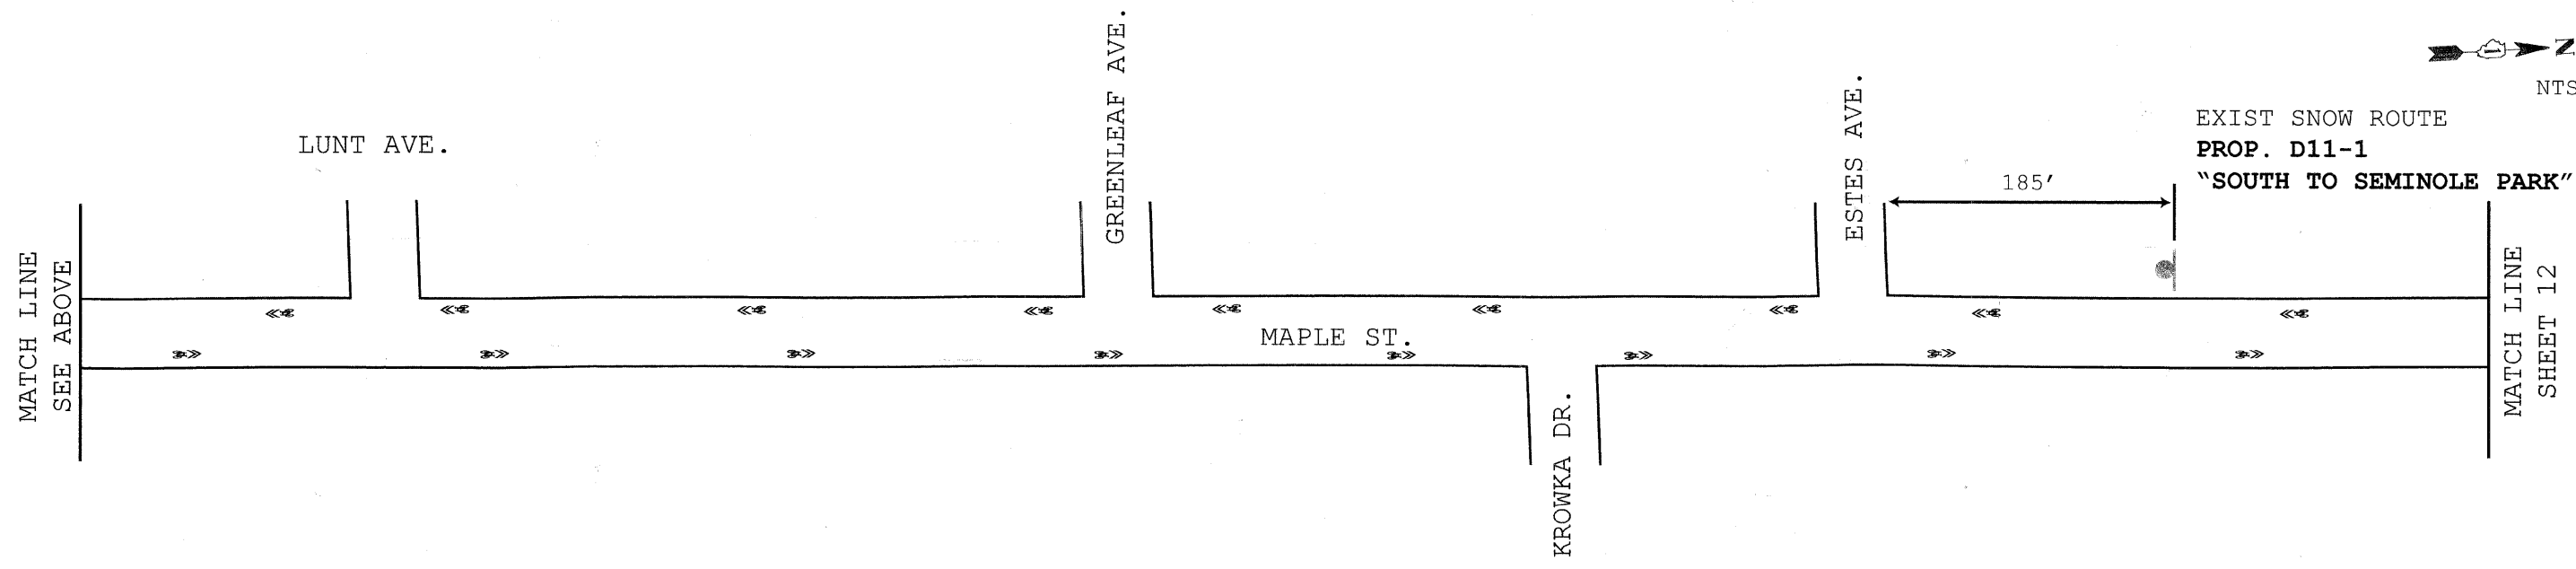 N
NTS
EXIST SNOW ROUTE
PROP. D11-1
“SOUTH TO SEMINOLE PARK”
LUNT AVE.
GREENLEAF AVE.
ESTES AVE.
185’
MATCH LINE
SEE ABOVE
MAPLE ST.
KROWKA DR.
MATCH LINE
SHEET 12